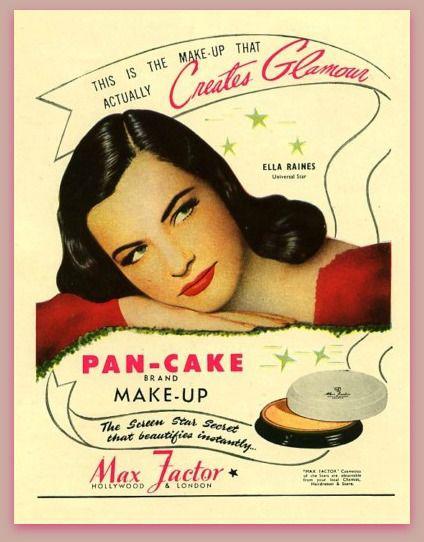 THIS IS THE MAKE-UP THAT
ACTUALLY Creates Glamour
ELLA RAINES
Universal Star
PAN-CAKE
BRAND
MAKE-UP
The Screen Star Secret
that beautifies instantly...
Max Factor
HOLLYWOOD & LONDON
Max Factor
"MAX FACTOR" Cosmetics
of the Stars are obtainable
from your local Chemist,
Hairdresser & Store.